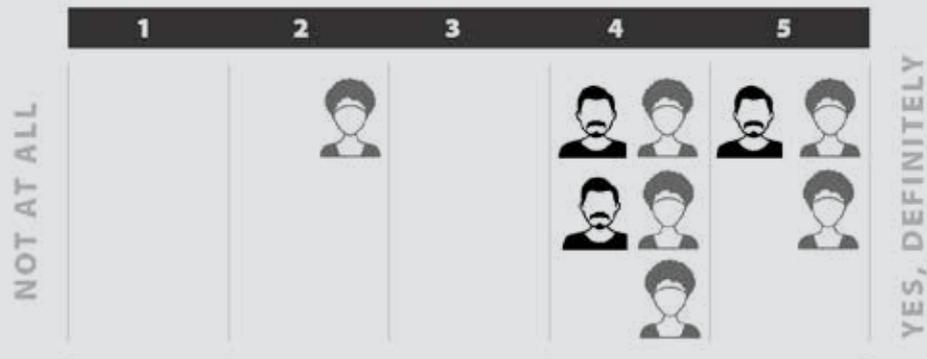 1 2 3 4 5
NOT AT ALL
YES, DEFINITELY